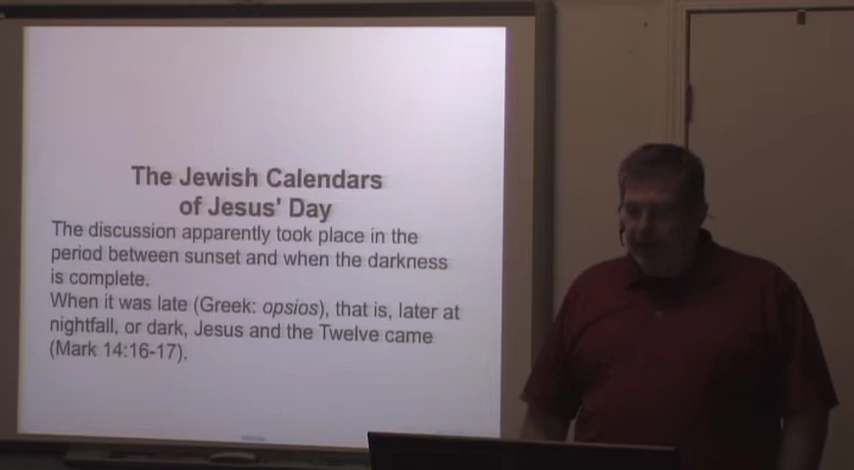 The Jewish Calendars
of Jesus' Day
The discussion apparently took place in the
period between sunset and when the darkness
is complete.
When it was late (Greek: opsios), that is, later at
nightfall, or dark, Jesus and the Twelve came
(Mark 14:16-17).